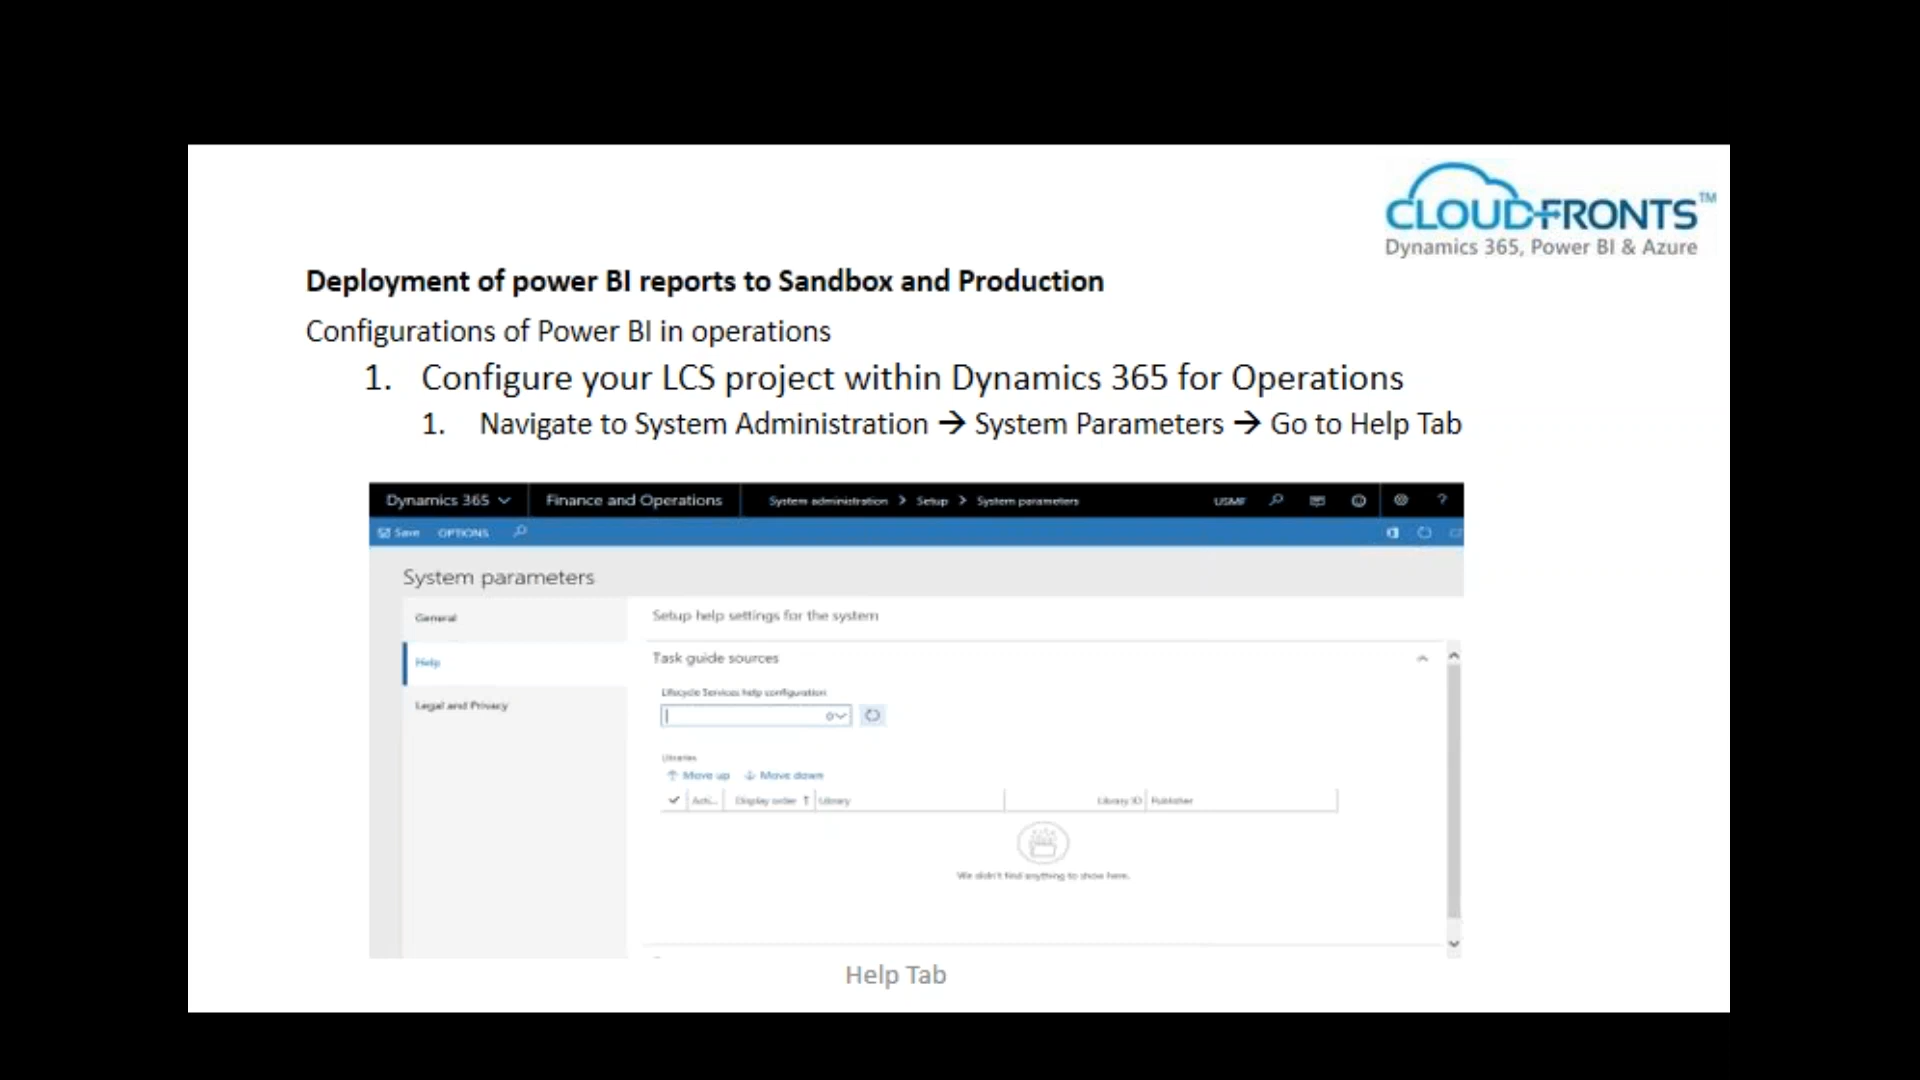 CLOUDFRONTS™
Dynamics 365, Power BI & Azure
Deployment of power BI reports to Sandbox and Production
Configurations of Power BI in operations
1. Configure your LCS project within Dynamics 365 for Operations
1. Navigate to System Administration → System Parameters → Go to Help Tab
Dynamics 365 Finance and Operations System administration > Setup > System parameters USMF ?
Save OPTIONS
System parameters
General
Help
Legal and Privacy
Setup help settings for the system
Task guide sources
Lifecycle Services help configuration
Libraries
Move up Move down
Acti... Display order ↑ Library Library ID Publisher
We didn't find anything to show here.
Help Tab